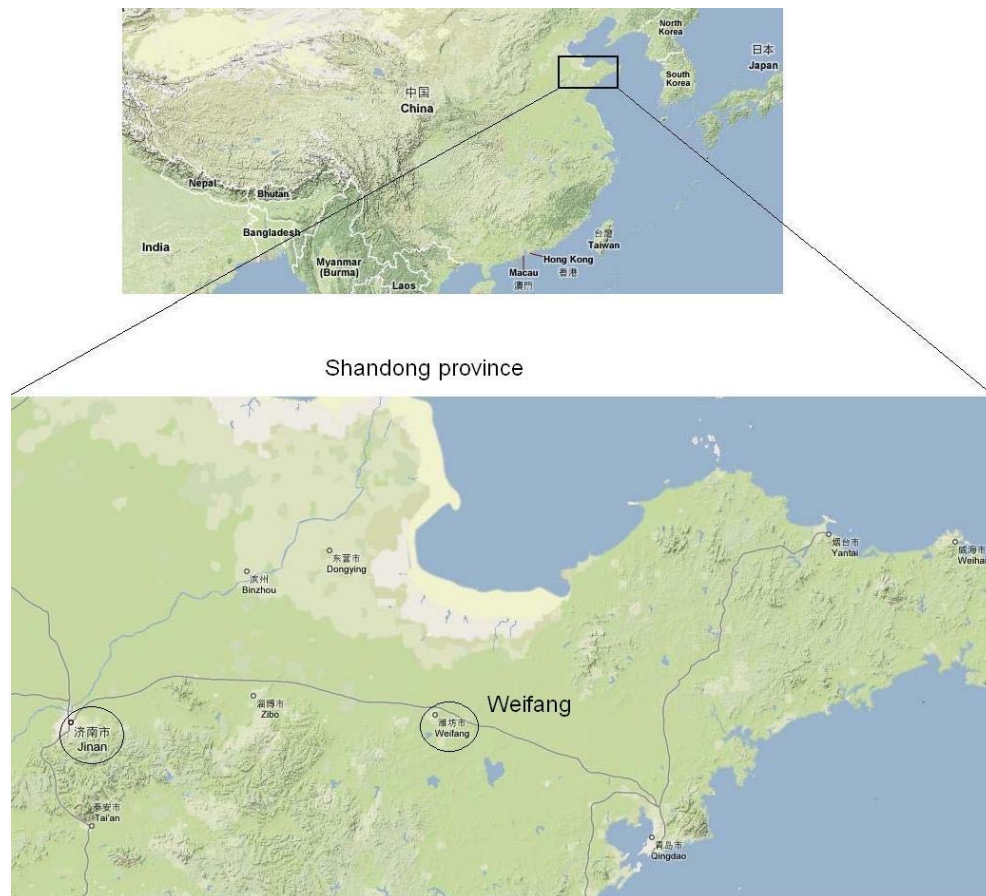 North
Korea
日本
Japan
South
Korea
中国
China
Nepal
Bhutan
Bangladesh
India
Myanmar
(Burma)
Laos
台灣
Taiwan
Hong Kong
香港
Macau
澳門
Shandong province
烟台市
Yantai
威海市
Weihai
东营市
Dongying
滨州
Binzhou
淄博市
Zibo
Weifang
潍坊市
Weifang
济南市
Jinan
泰安市
Tai'an
青岛市
Qingdao